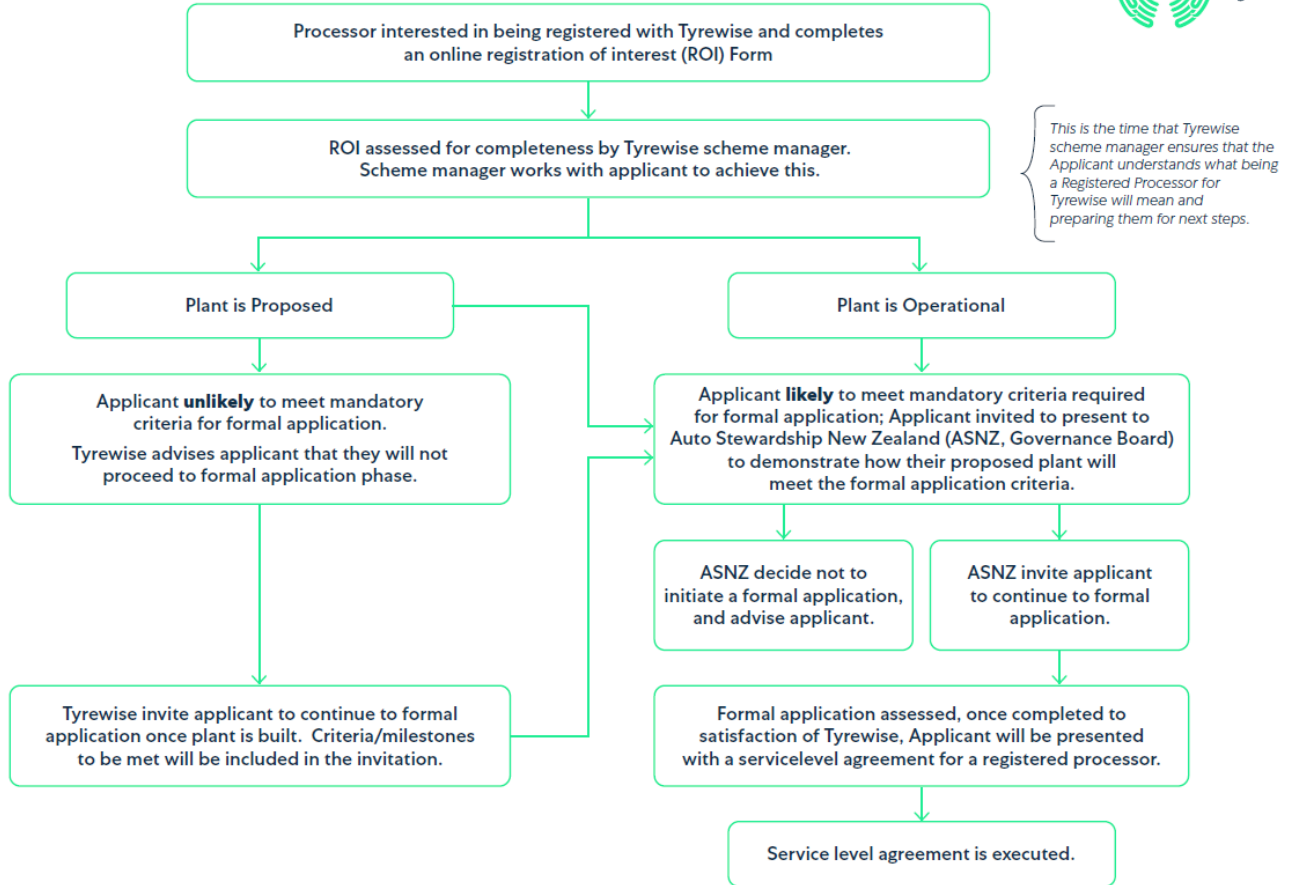 Processor interested in being registered with Tyrewise and completes
an online registration of interest (ROI) Form
ROI assessed for completeness by Tyrewise scheme manager.
Scheme manager works with applicant to achieve this.
This is the time that Tyrewise
scheme manager ensures that the
Applicant understands what being
a Registered Processor for
Tyrewise will mean and
preparing them for next steps.
Plant is Proposed
Plant is Operational
Applicant unlikely to meet mandatory
criteria for formal application.
Tyrewise advises applicant that they will not
proceed to formal application phase.
Applicant likely to meet mandatory criteria required
for formal application; Applicant invited to present to
Auto Stewardship New Zealand (ASNZ, Governance Board)
to demonstrate how their proposed plant will
meet the formal application criteria.
ASNZ decide not to
initiate a formal application,
and advise applicant.
ASNZ invite applicant
to continue to formal
application.
Tyrewise invite applicant to continue to formal
application once plant is built. Criteria/milestones
to be met will be included in the invitation.
Formal application assessed, once completed to
satisfaction of Tyrewise, Applicant will be presented
with a servicelevel agreement for a registered processor.
Service level agreement is executed.